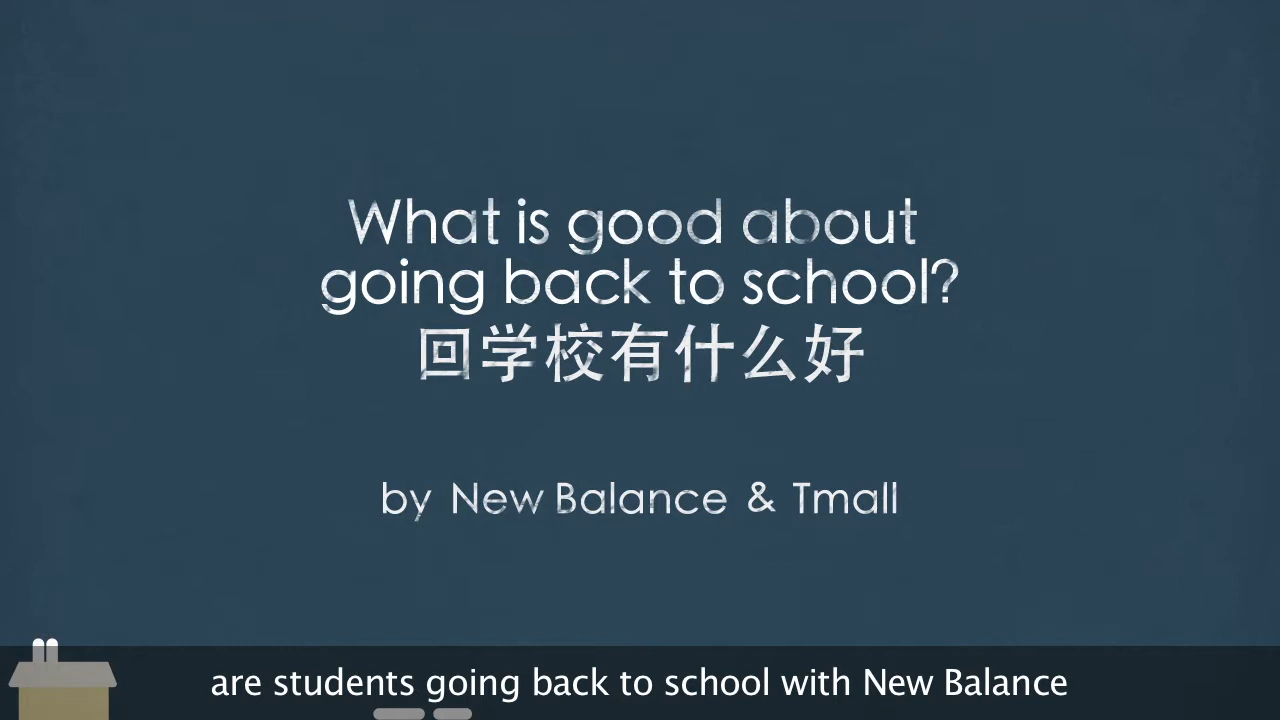 What is good about
going back to school?
回学校有什么好
by New Balance & Tmall
are students going back to school with New Balance